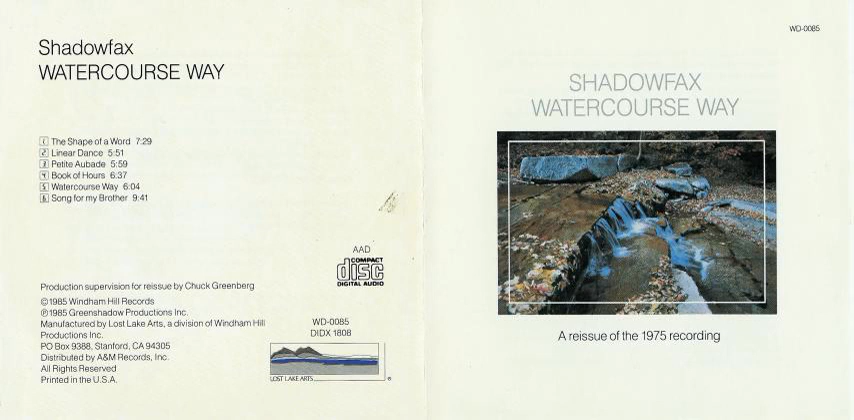 Shadowfax
WATERCOURSE WAY
1 The Shape of a Word 7:29
2 Linear Dance 5:51
3 Petite Aubade 5:59
4 Book of Hours 6:37
5 Watercourse Way 6:04
6 Song for my Brother 9:41
Production supervision for reissue by Chuck Greenberg
©1985 Windham Hill Records
℗1985 Greenshadow Productions Inc.
Manufactured by Lost Lake Arts, a division of Windham Hill
Productions Inc.
PO Box 9388, Stanford, CA 94305
Distributed by A&M Records, Inc.
All Rights Reserved
Printed in the U.S.A.
AAD
COMPACT
disc
DIGITAL AUDIO
WD-0085
DIDX 1808
LOST LAKE ARTS ®
WD-0085
SHADOWFAX
WATERCOURSE WAY
A reissue of the 1975 recording